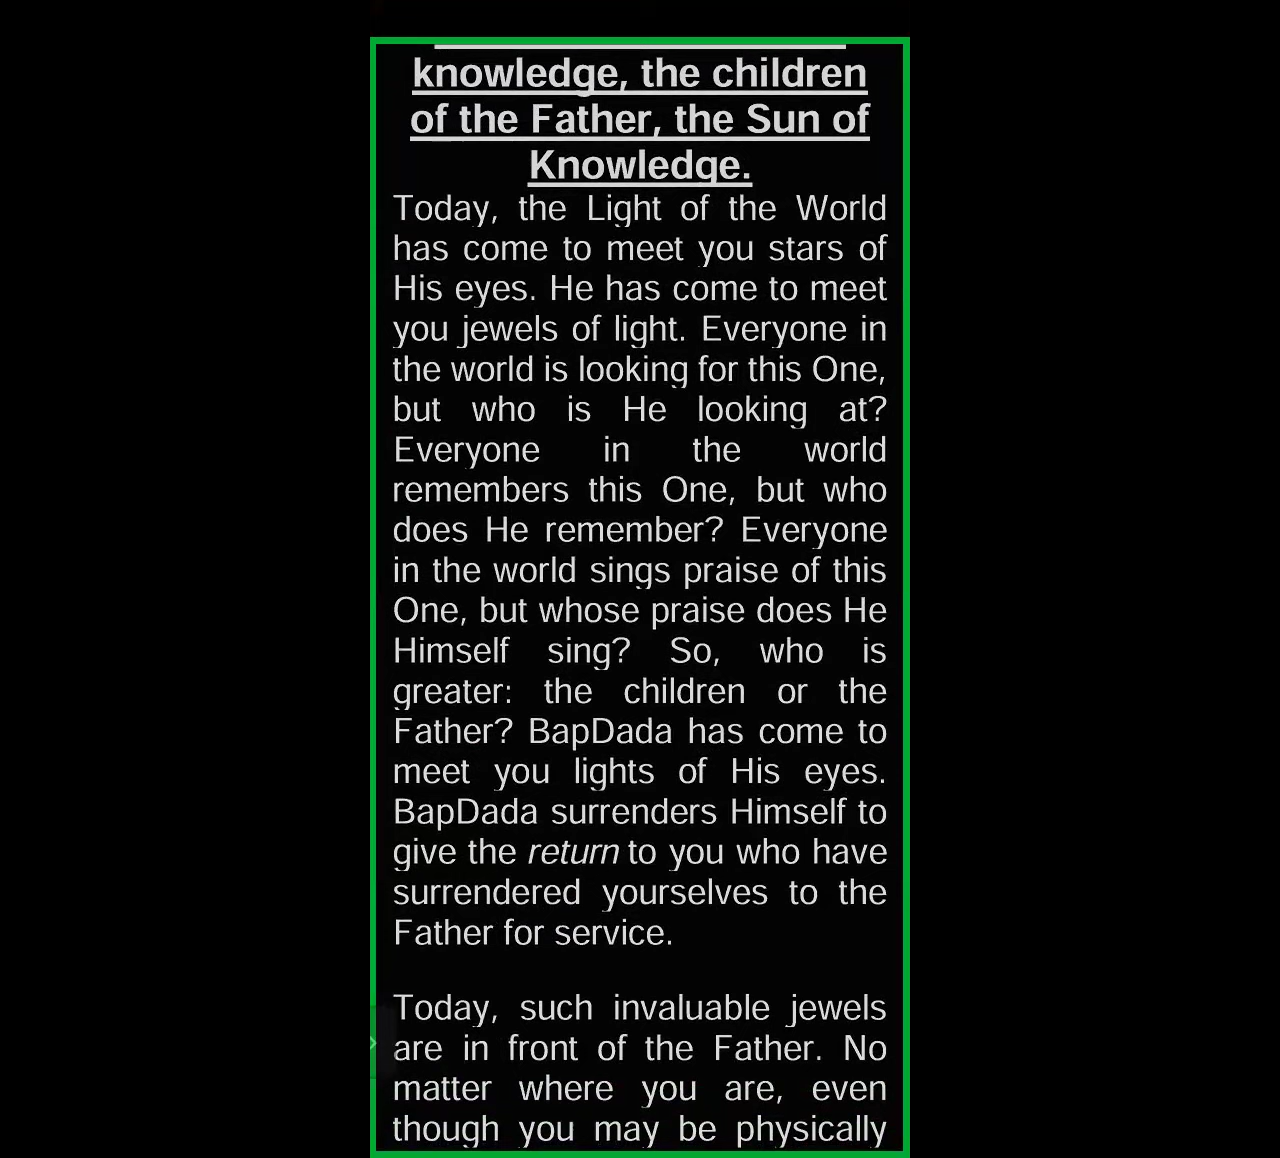 knowledge, the children
of the Father, the Sun of
Knowledge.
Today, the Light of the World
has come to meet you stars of
His eyes. He has come to meet
you jewels of light. Everyone in
the world is looking for this One,
but who is He looking at?
Everyone in the world
remembers this One, but who
does He remember? Everyone
in the world sings praise of this
One, but whose praise does He
Himself sing? So, who is
greater: the children or the
Father? BapDada has come to
meet you lights of His eyes.
BapDada surrenders Himself to
give the return to you who have
surrendered yourselves to the
Father for service.
Today, such invaluable jewels
are in front of the Father. No
matter where you are, even
though you may be physically